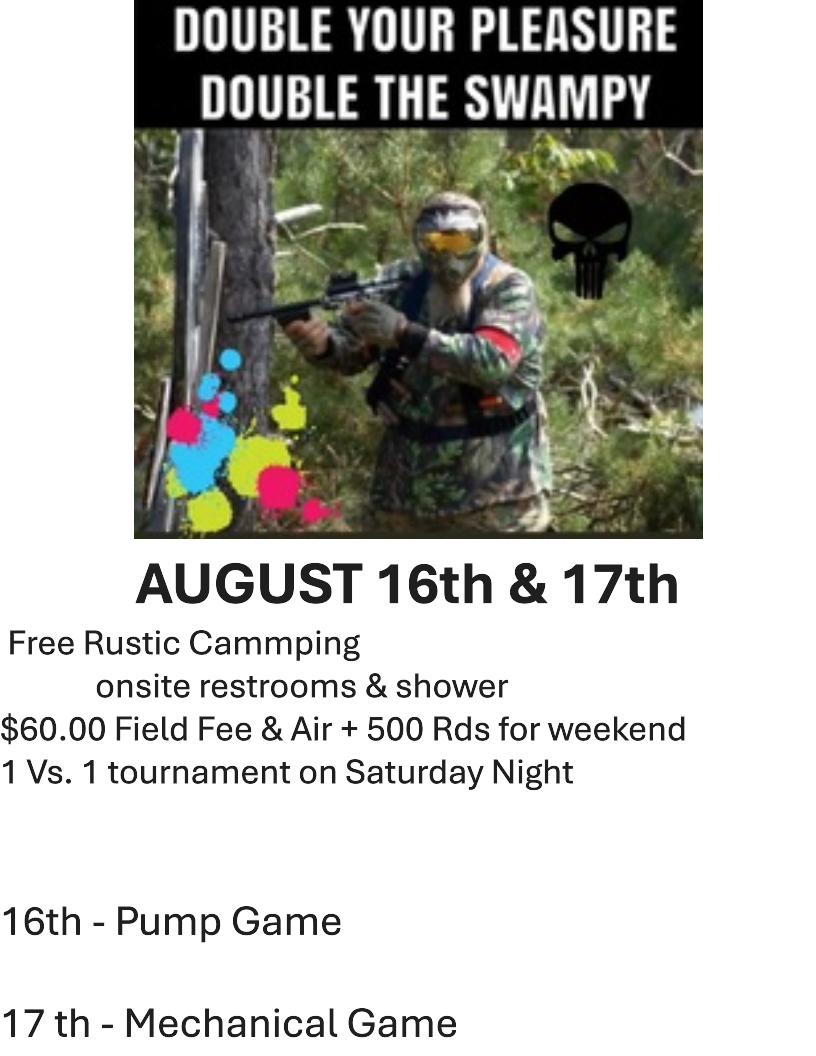 DOUBLE YOUR PLEASURE
DOUBLE THE SWAMPY
AUGUST 16th & 17th
Free Rustic Cammping
onsite restrooms & shower
$60.00 Field Fee & Air + 500 Rds for weekend
1 Vs. 1 tournament on Saturday Night
16th - Pump Game
17 th - Mechanical Game